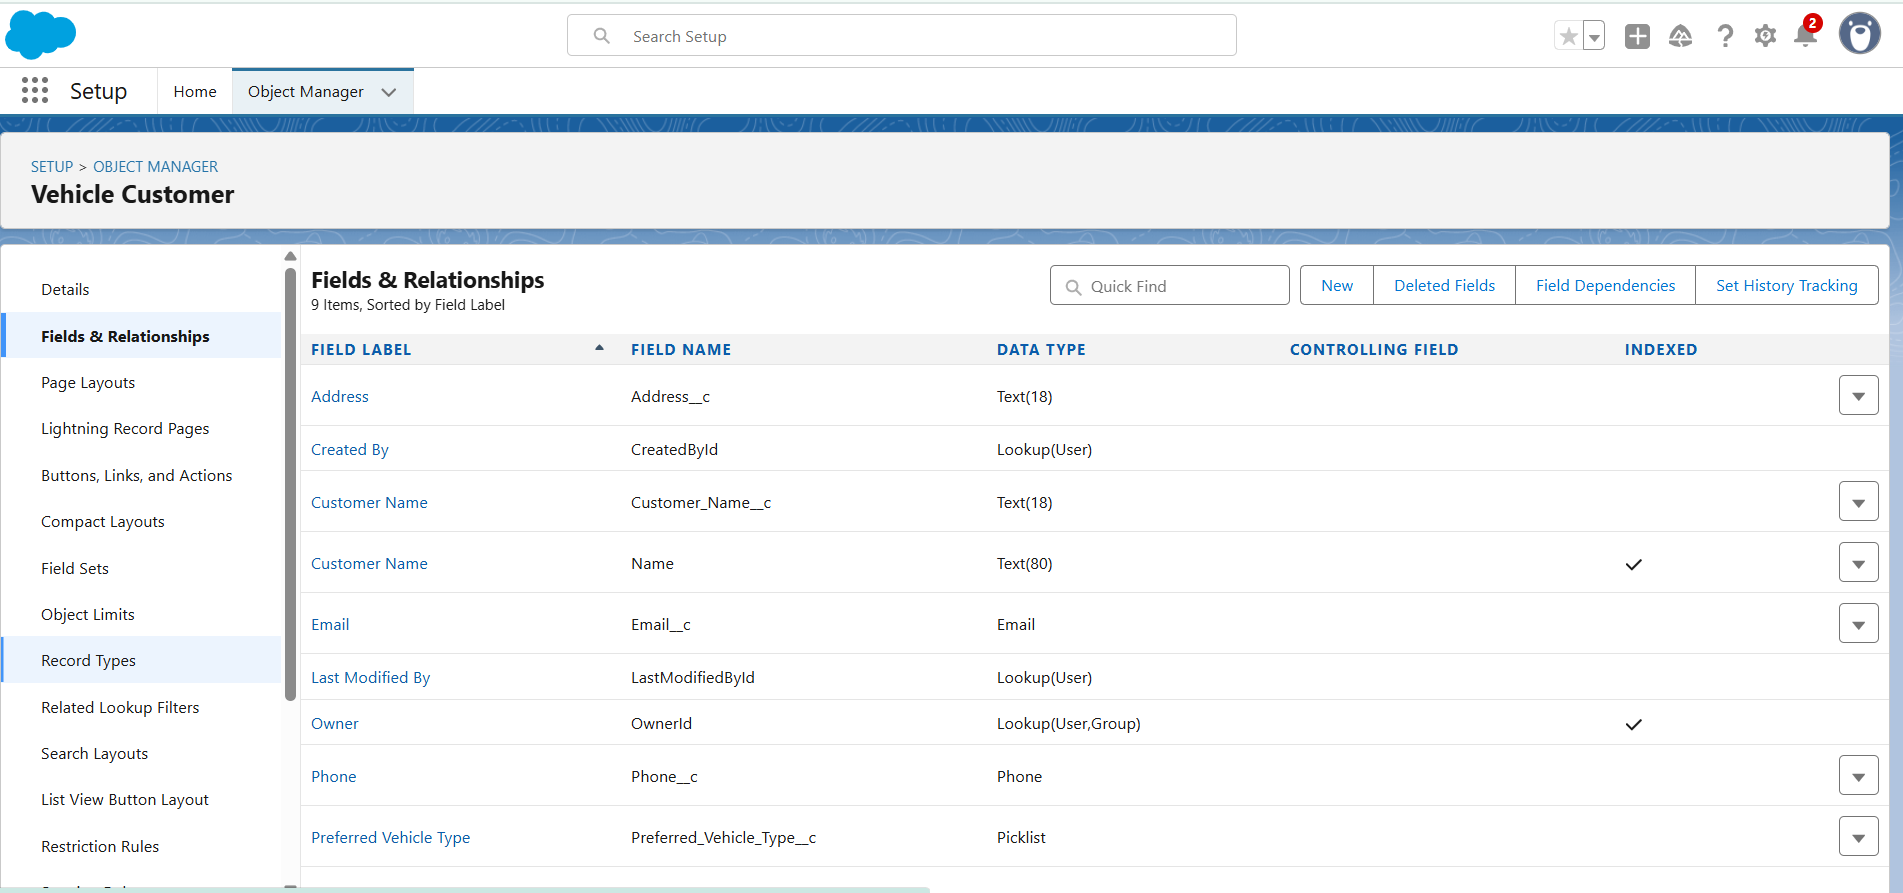 Search Setup
2
Setup
Home
Object Manager
SETUP > OBJECT MANAGER
Vehicle Customer
Details
Fields & Relationships
Page Layouts
Lightning Record Pages
Buttons, Links, and Actions
Compact Layouts
Field Sets
Object Limits
Record Types
Related Lookup Filters
Search Layouts
List View Button Layout
Restriction Rules
Fields & Relationships
9 Items, Sorted by Field Label
Quick Find
New
Deleted Fields
Field Dependencies
Set History Tracking
FIELD LABEL FIELD NAME DATA TYPE CONTROLLING FIELD INDEXED
Address Address__c Text(18)
Created By CreatedById Lookup(User)
Customer Name Customer_Name__c Text(18)
Customer Name Name Text(80)
Email Email__c Email
Last Modified By LastModifiedById Lookup(User)
Owner OwnerId Lookup(User,Group)
Phone Phone__c Phone
Preferred Vehicle Type Preferred_Vehicle_Type__c Picklist